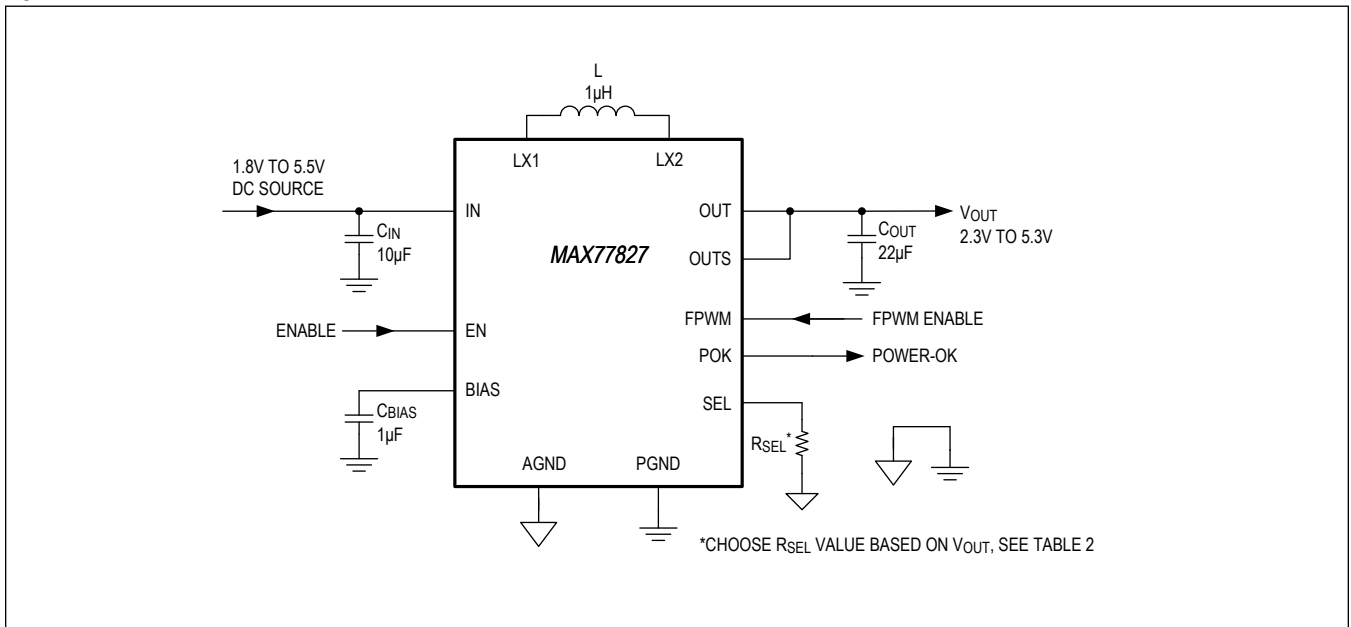 L
1µH
LX1
LX2
1.8V TO 5.5V
DC SOURCE
IN
OUT
VOUT
2.3V TO 5.3V
CIN
10µF
COUT
22µF
MAX77827
OUTS
FPWM
FPWM ENABLE
ENABLE
EN
POK
POWER-OK
BIAS
SEL
CBIAS
1µF
RSEL*
AGND
PGND
*CHOOSE RSEL VALUE BASED ON VOUT, SEE TABLE 2